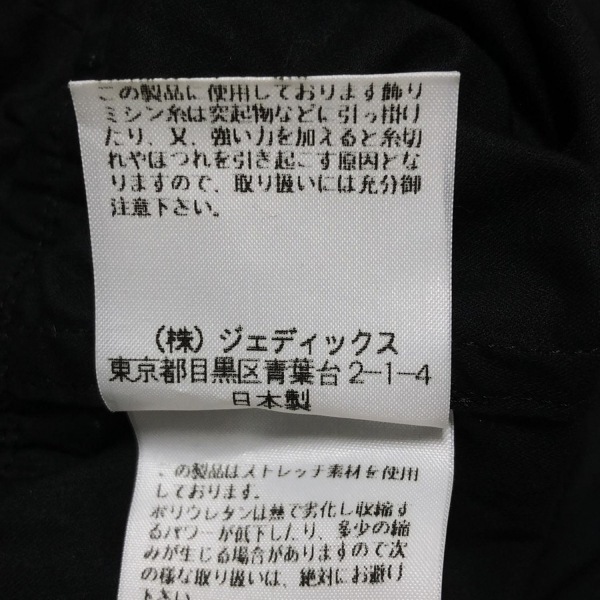 この製品に使用しております飾り
ミシン糸は突起物などに引っ掛け
たり、又、強い力を加えると糸切
れやほつれを引き起こす原因とな
りますので、取り扱いには充分御
注意下さい。
(株)ジェディックス
東京都目黒区青葉台2-1-4
日本製
この製品はストレッチ素材を使用
しております。
ポリウレタンは熱で劣化し収縮す
るパワーが低下したり、多少の縮
みが生じる場合がありますので次
の様な取り扱いは、絶対にお避け
下さい。